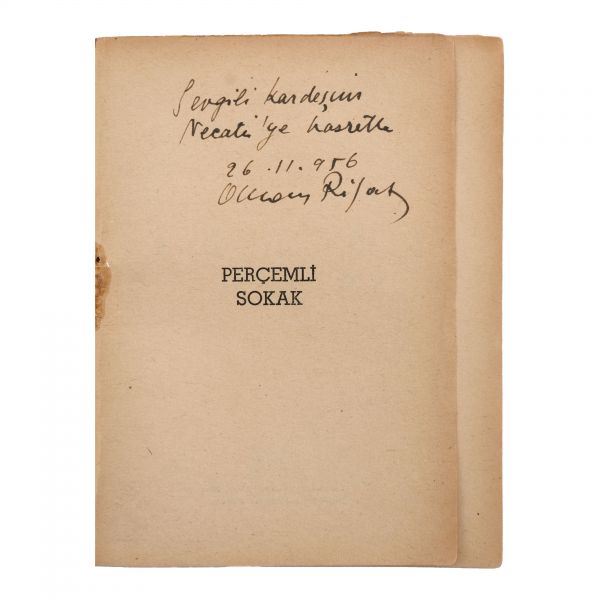 Sevgili kardeşim
Necati'ye hasretle
26.11.956
Oktay Rifat
PERÇEMLİ
SOKAK